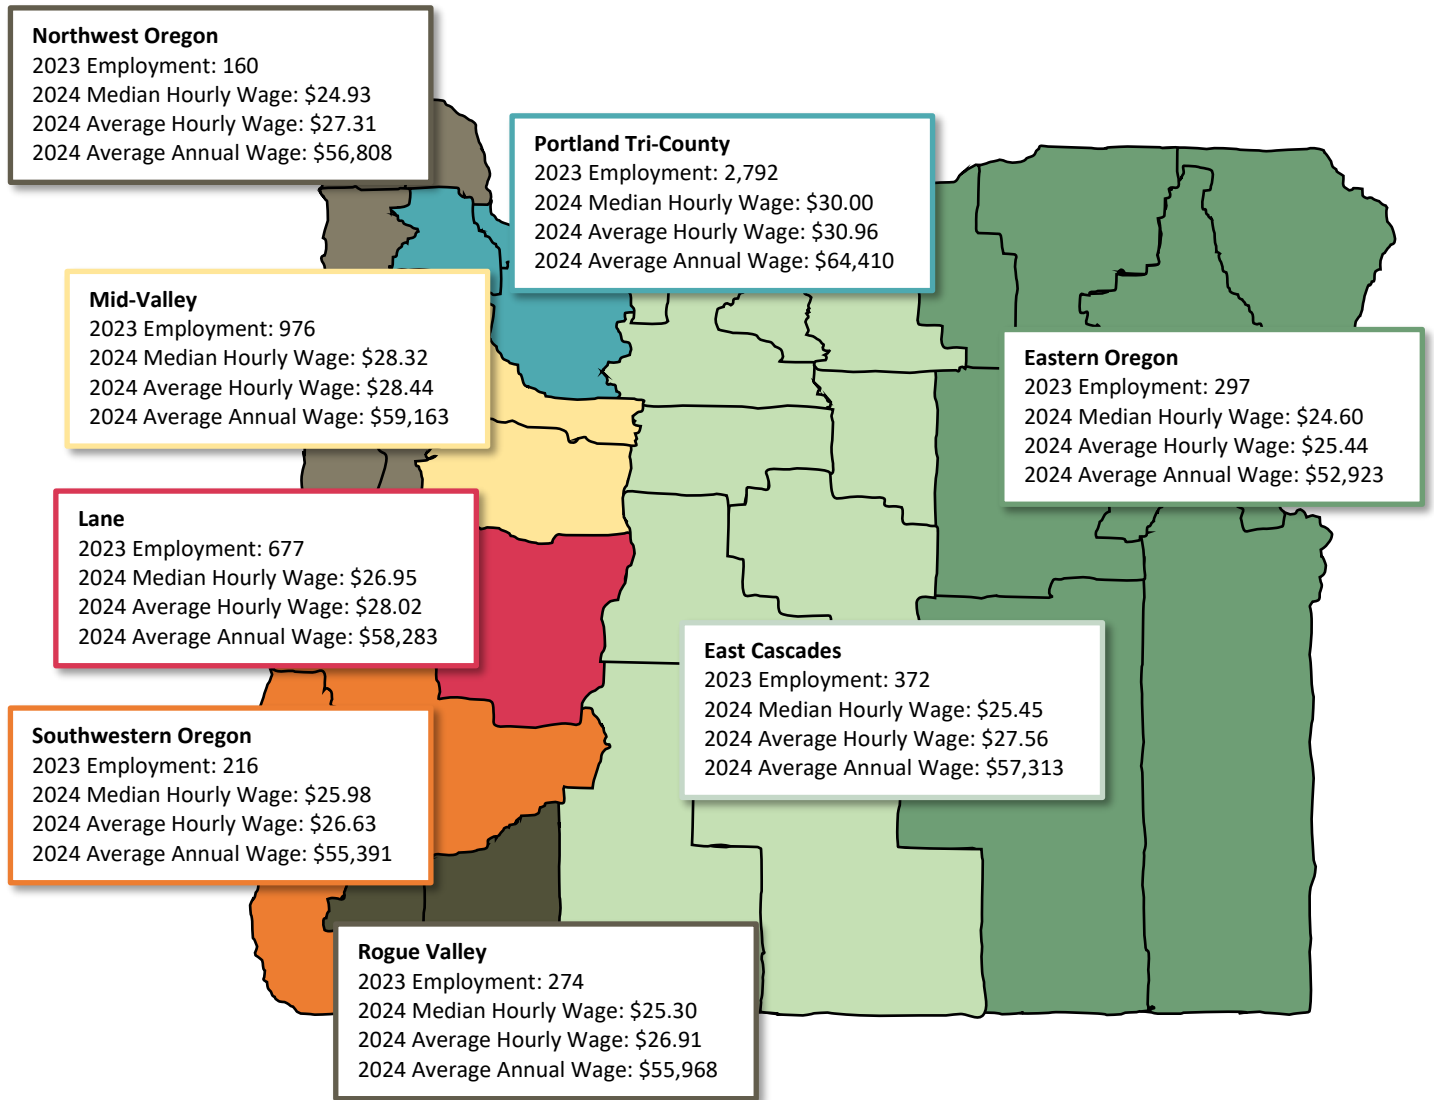 Northwest Oregon
2023 Employment: 160
2024 Median Hourly Wage: $24.93
2024 Average Hourly Wage: $27.31
2024 Average Annual Wage: $56,808
Portland Tri-County
2023 Employment: 2,792
2024 Median Hourly Wage: $30.00
2024 Average Hourly Wage: $30.96
2024 Average Annual Wage: $64,410
Mid-Valley
2023 Employment: 976
2024 Median Hourly Wage: $28.32
2024 Average Hourly Wage: $28.44
2024 Average Annual Wage: $59,163
Eastern Oregon
2023 Employment: 297
2024 Median Hourly Wage: $24.60
2024 Average Hourly Wage: $25.44
2024 Average Annual Wage: $52,923
Lane
2023 Employment: 677
2024 Median Hourly Wage: $26.95
2024 Average Hourly Wage: $28.02
2024 Average Annual Wage: $58,283
East Cascades
2023 Employment: 372
2024 Median Hourly Wage: $25.45
2024 Average Hourly Wage: $27.56
2024 Average Annual Wage: $57,313
Southwestern Oregon
2023 Employment: 216
2024 Median Hourly Wage: $25.98
2024 Average Hourly Wage: $26.63
2024 Average Annual Wage: $55,391
Rogue Valley
2023 Employment: 274
2024 Median Hourly Wage: $25.30
2024 Average Hourly Wage: $26.91
2024 Average Annual Wage: $55,968